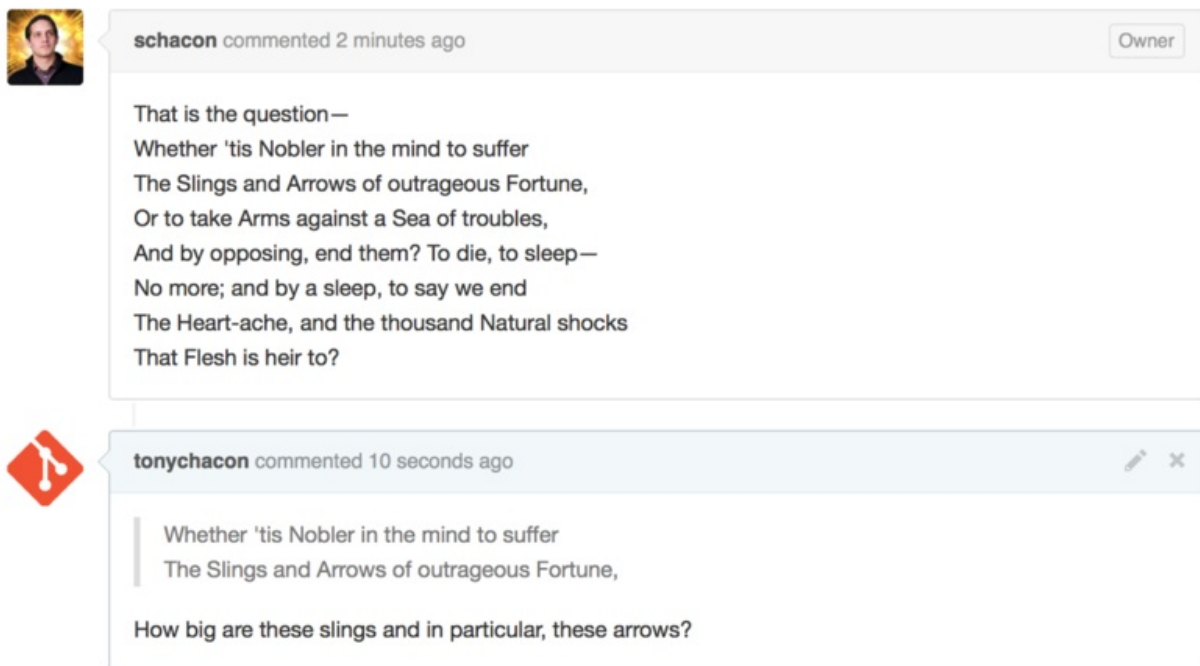 schacon commented 2 minutes ago
Owner
That is the question—
Whether 'tis Nobler in the mind to suffer
The Slings and Arrows of outrageous Fortune,
Or to take Arms against a Sea of troubles,
And by opposing, end them? To die, to sleep—
No more; and by a sleep, to say we end
The Heart-ache, and the thousand Natural shocks
That Flesh is heir to?
tonychacon commented 10 seconds ago
Whether 'tis Nobler in the mind to suffer
The Slings and Arrows of outrageous Fortune,
How big are these slings and in particular, these arrows?